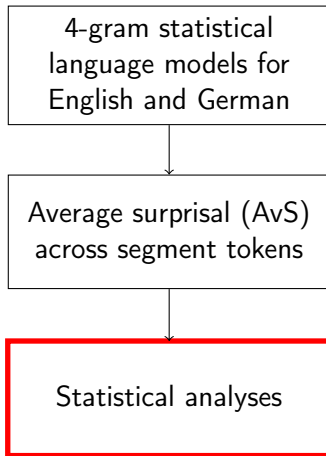 4-gram statistical
language models for
English and German
Average surprisal (AvS)
across segment tokens
Statistical analyses